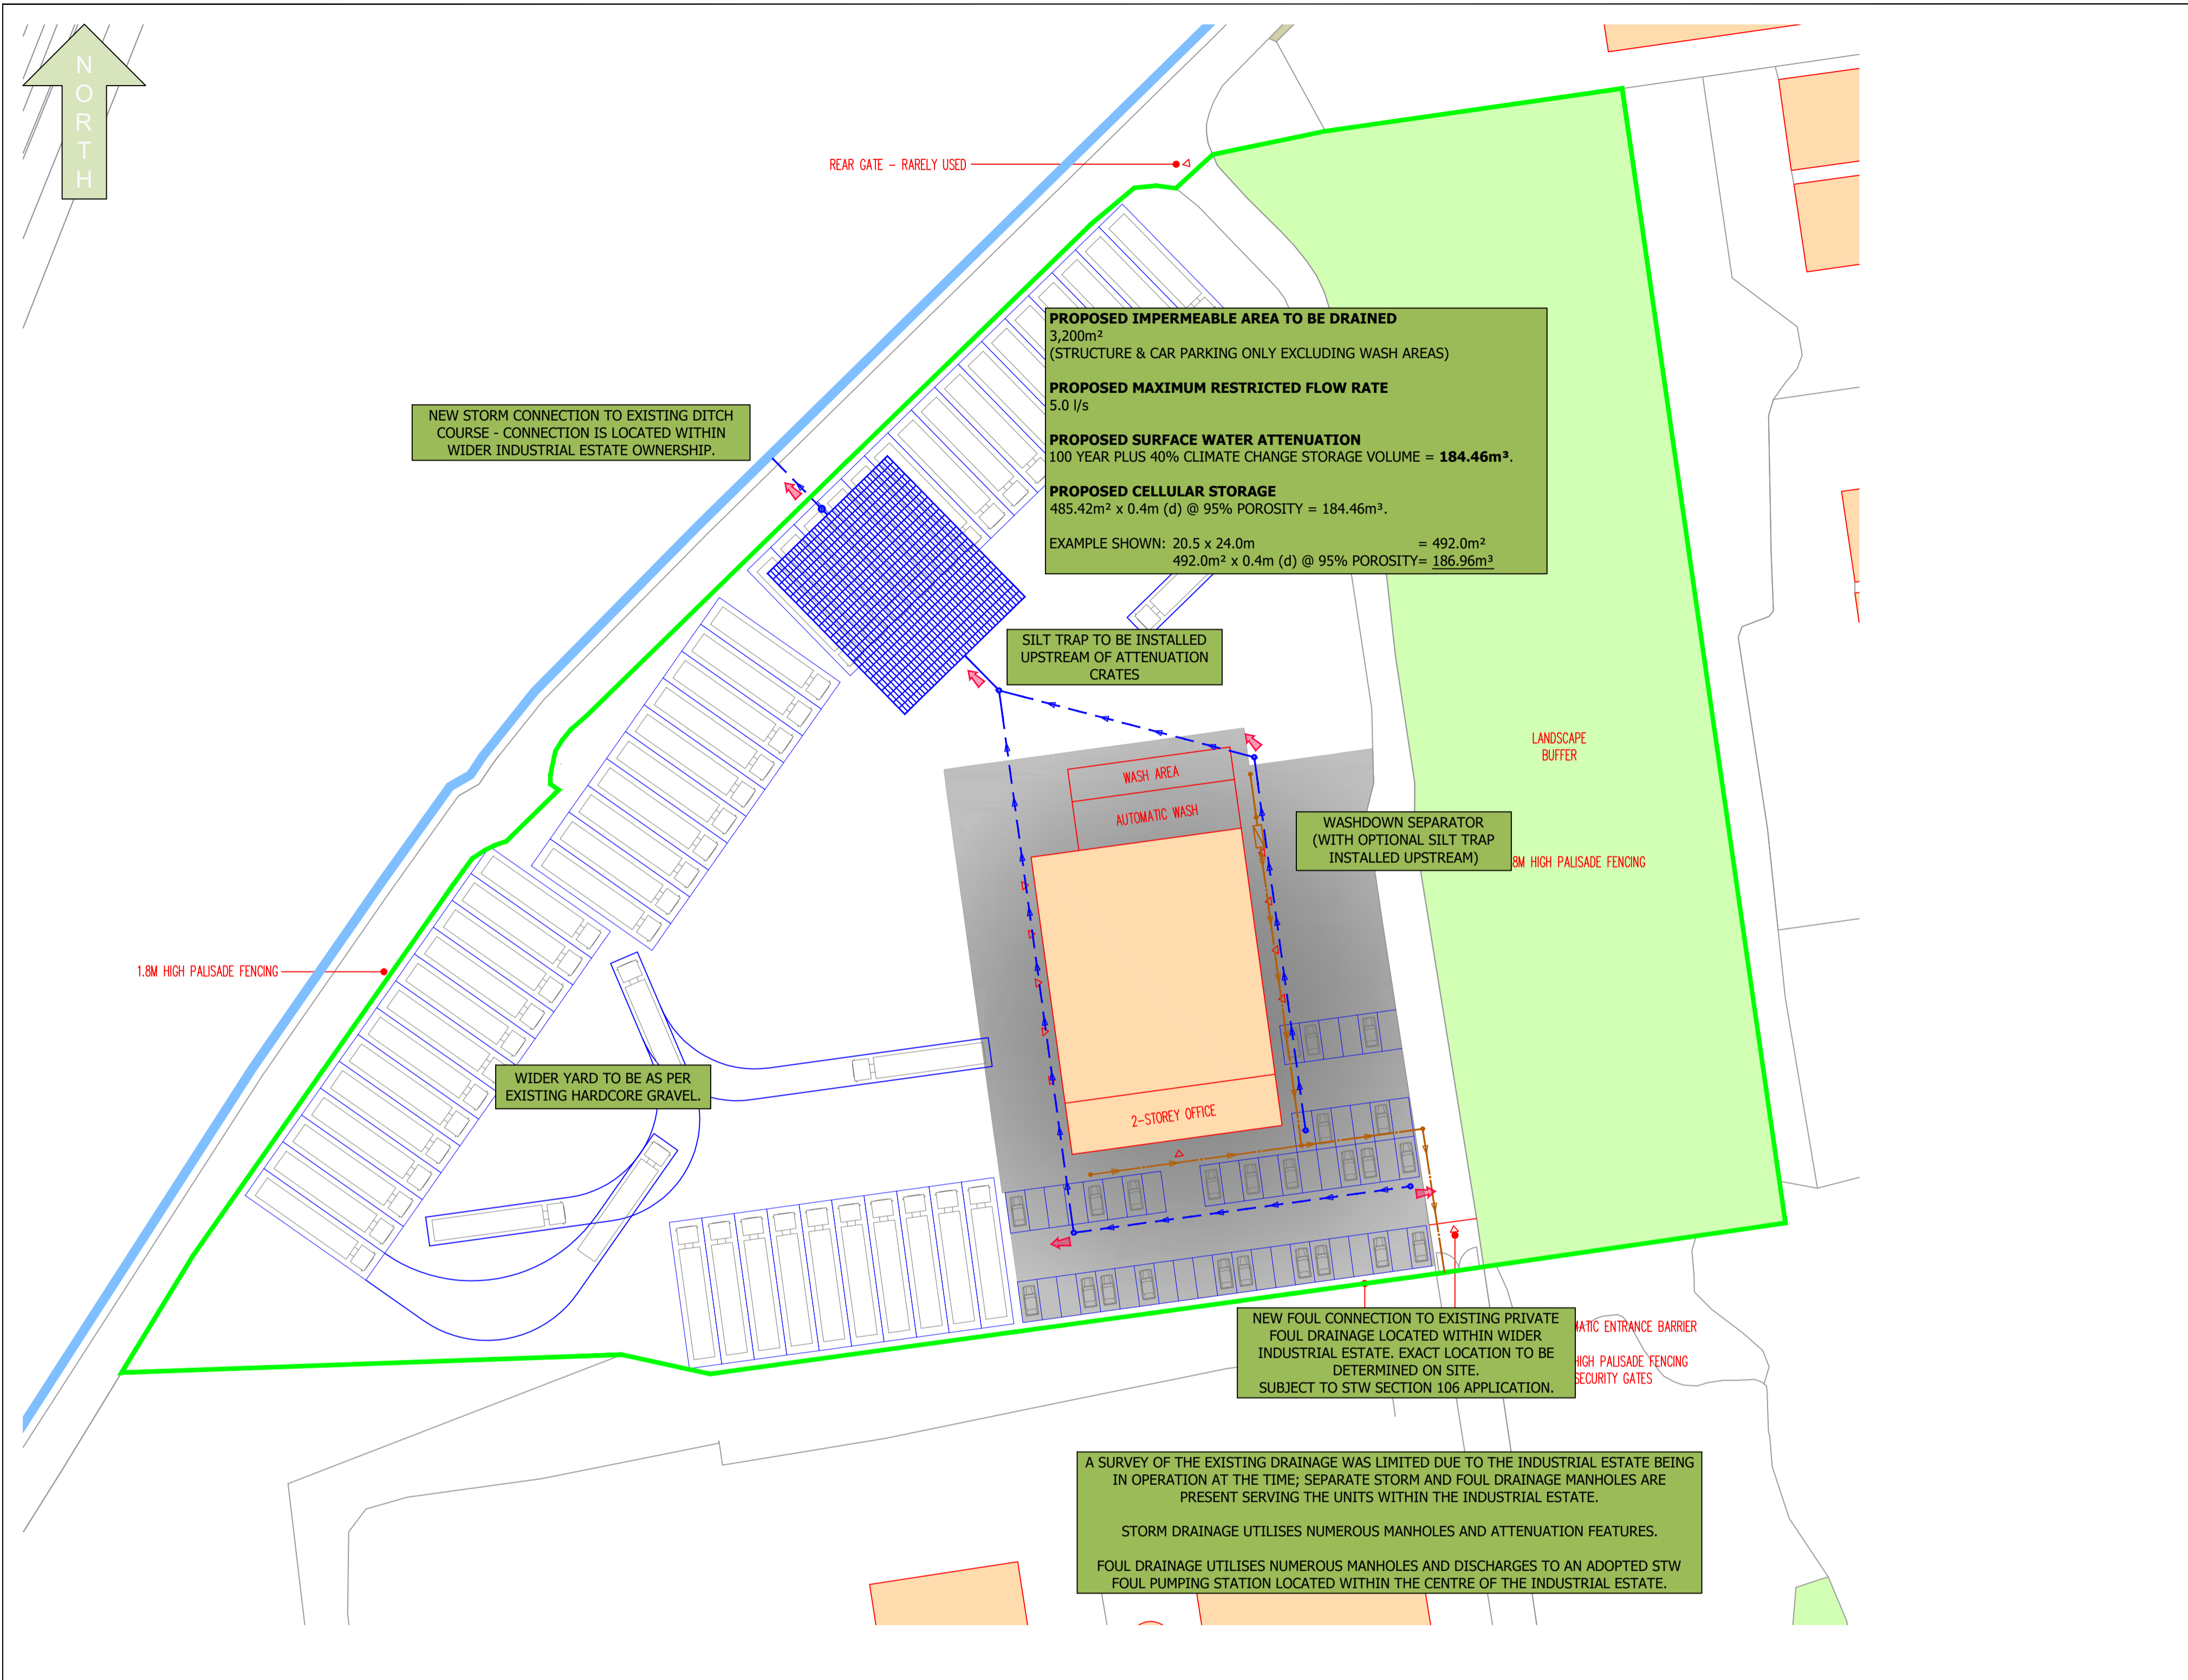 N
O
R
T
H
REAR GATE – RARELY USED
PROPOSED IMPERMEABLE AREA TO BE DRAINED
3,200m²
(STRUCTURE & CAR PARKING ONLY EXCLUDING WASH AREAS)
PROPOSED MAXIMUM RESTRICTED FLOW RATE
5.0 l/s
PROPOSED SURFACE WATER ATTENUATION
100 YEAR PLUS 40% CLIMATE CHANGE STORAGE VOLUME = 184.46m³.
PROPOSED CELLULAR STORAGE
485.42m² x 0.4m (d) @ 95% POROSITY = 184.46m³.
EXAMPLE SHOWN: 20.5 x 24.0m = 492.0m²
492.0m² x 0.4m (d) @ 95% POROSITY= 186.96m³
NEW STORM CONNECTION TO EXISTING DITCH
COURSE - CONNECTION IS LOCATED WITHIN
WIDER INDUSTRIAL ESTATE OWNERSHIP.
SILT TRAP TO BE INSTALLED
UPSTREAM OF ATTENUATION
CRATES
LANDSCAPE
BUFFER
WASH AREA
AUTOMATIC WASH
WASHDOWN SEPARATOR
(WITH OPTIONAL SILT TRAP
INSTALLED UPSTREAM)
8M HIGH PALISADE FENCING
1.8M HIGH PALISADE FENCING
WIDER YARD TO BE AS PER
EXISTING HARDCORE GRAVEL.
2-STOREY OFFICE
NEW FOUL CONNECTION TO EXISTING PRIVATE
FOUL DRAINAGE LOCATED WITHIN WIDER
INDUSTRIAL ESTATE. EXACT LOCATION TO BE
DETERMINED ON SITE.
SUBJECT TO STW SECTION 106 APPLICATION.
MATIC ENTRANCE BARRIER
HIGH PALISADE FENCING
SECURITY GATES
A SURVEY OF THE EXISTING DRAINAGE WAS LIMITED DUE TO THE INDUSTRIAL ESTATE BEING
IN OPERATION AT THE TIME; SEPARATE STORM AND FOUL DRAINAGE MANHOLES ARE
PRESENT SERVING THE UNITS WITHIN THE INDUSTRIAL ESTATE.
STORM DRAINAGE UTILISES NUMEROUS MANHOLES AND ATTENUATION FEATURES.
FOUL DRAINAGE UTILISES NUMEROUS MANHOLES AND DISCHARGES TO AN ADOPTED STW
FOUL PUMPING STATION LOCATED WITHIN THE CENTRE OF THE INDUSTRIAL ESTATE.